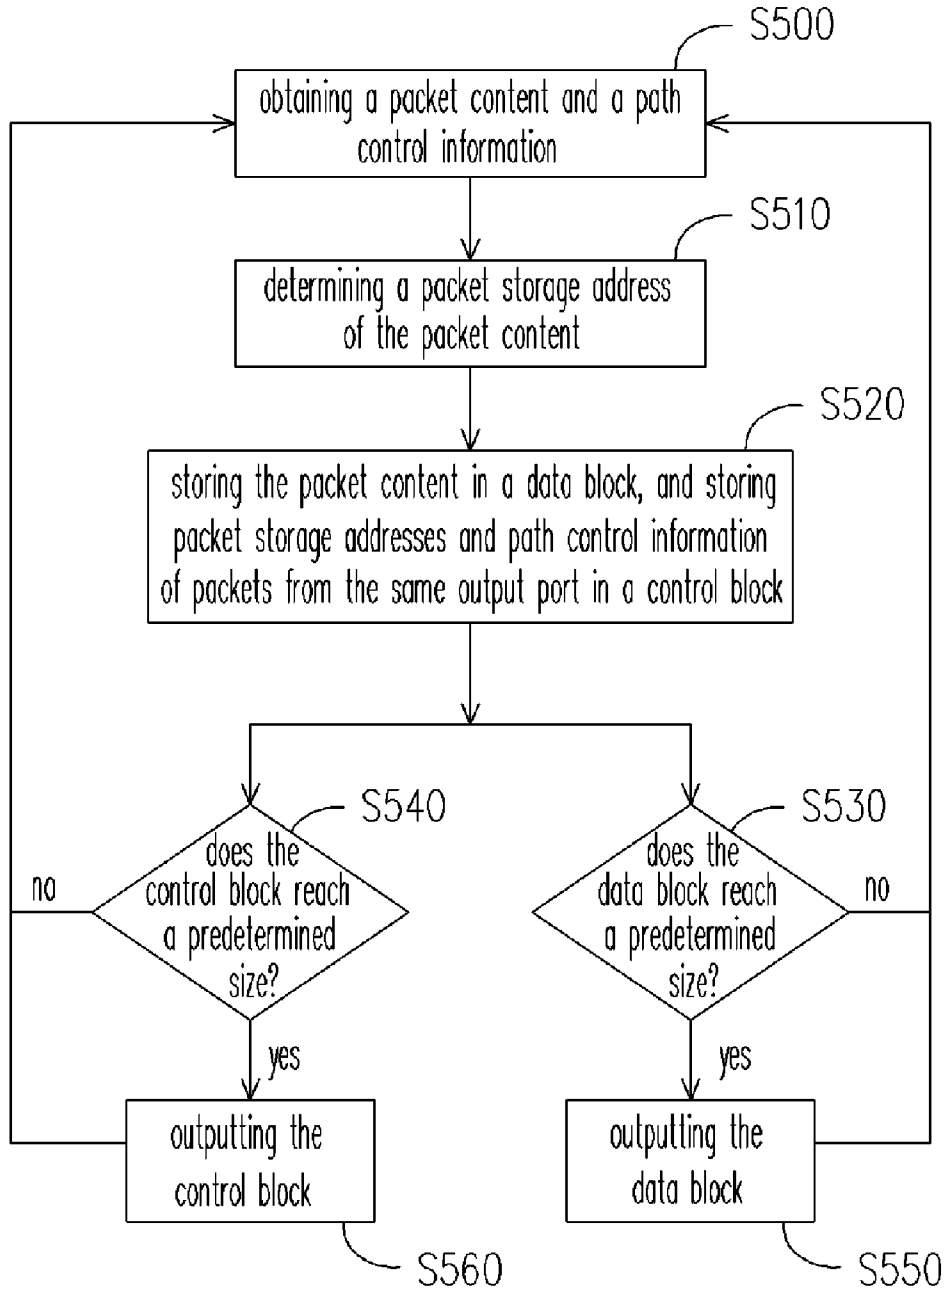 S500
obtaining a packet content and a path
control information
S510
determining a packet storage address
of the packet content
S520
storing the packet content in a data block, and storing
packet storage addresses and path control information
of packets from the same output port in a control block
S540
does the
control block reach
a predetermined
size?
no
yes
S530
does the
data block reach
a predetermined
size?
no
yes
outputting the
control block
S560
outputting the
data block
S550